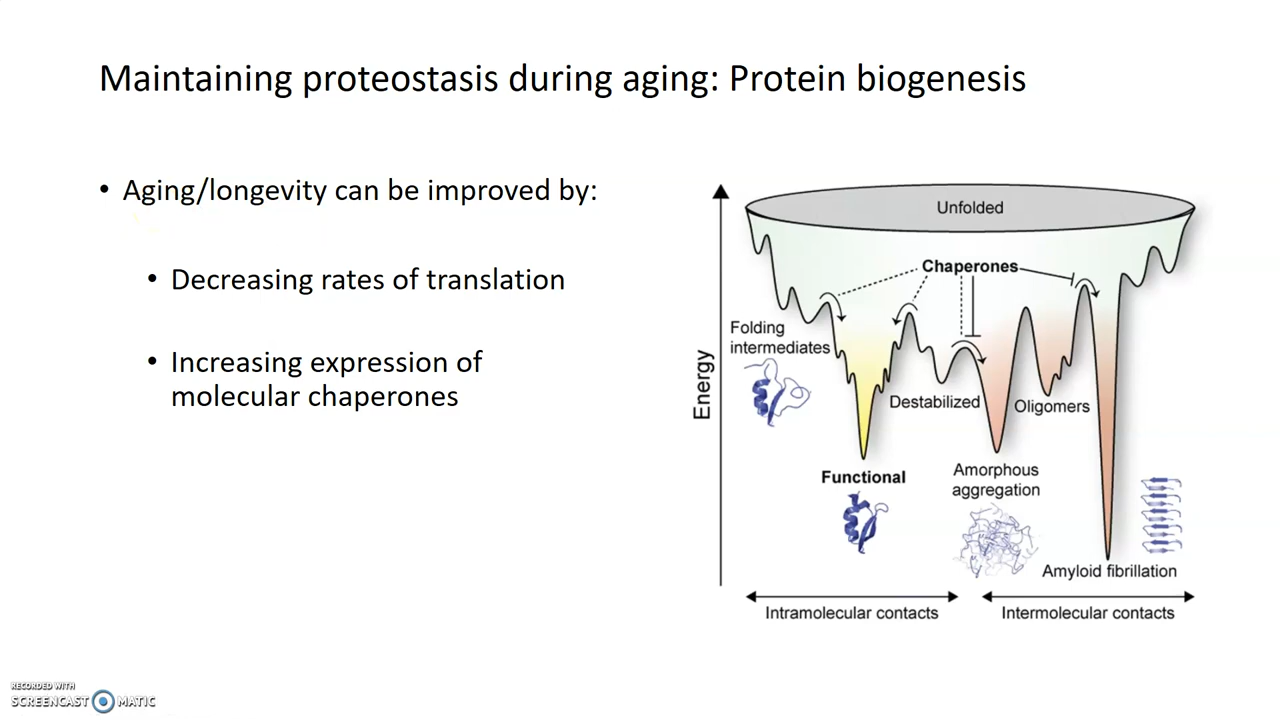 Maintaining proteostasis during aging: Protein biogenesis
• Aging/longevity can be improved by:
• Decreasing rates of translation
• Increasing expression of
molecular chaperones
Unfolded
Chaperones
Folding
intermediates
Energy
Destabilized
Oligomers
Functional
Amorphous
aggregation
Amyloid fibrillation
Intramolecular contacts
Intermolecular contacts
RECORDED WITH
SCREENCAST MATIC